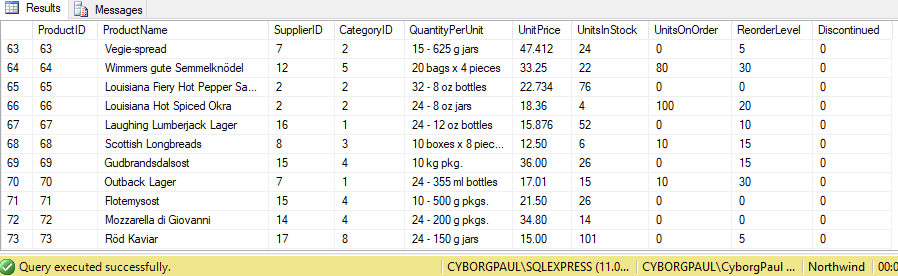 Results Messages
ProductID ProductName SupplierID CategoryID QuantityPerUnit UnitPrice UnitsInStock UnitsOnOrder ReorderLevel Discontinued
63 63 Vegie-spread 7 2 15 - 625 g jars 47.412 24 0 5 0
64 64 Wimmers gute Semmelknödel 12 5 20 bags x 4 pieces 33.25 22 80 30 0
65 65 Louisiana Fiery Hot Pepper Sa... 2 2 32 - 8 oz bottles 22.734 76 0 0 0
66 66 Louisiana Hot Spiced Okra 2 2 24 - 8 oz jars 18.36 4 100 20 0
67 67 Laughing Lumberjack Lager 16 1 24 - 12 oz bottles 15.876 52 0 10 0
68 68 Scottish Longbreads 8 3 10 boxes x 8 piec... 12.50 6 10 15 0
69 69 Gudbrandsdalsost 15 4 10 kg pkg. 36.00 26 0 15 0
70 70 Outback Lager 7 1 24 - 355 ml bottles 17.01 15 10 30 0
71 71 Flotemysost 15 4 10 - 500 g pkgs. 21.50 26 0 0 0
72 72 Mozzarella di Giovanni 14 4 24 - 200 g pkgs. 34.80 14 0 0 0
73 73 Röd Kaviar 17 8 24 - 150 g jars 15.00 101 0 5 0
Query executed successfully. CYBORGPAUL\SQLEXPRESS (11.0... CYBORGPAUL\CyborgPaul ... Northwind 00:0